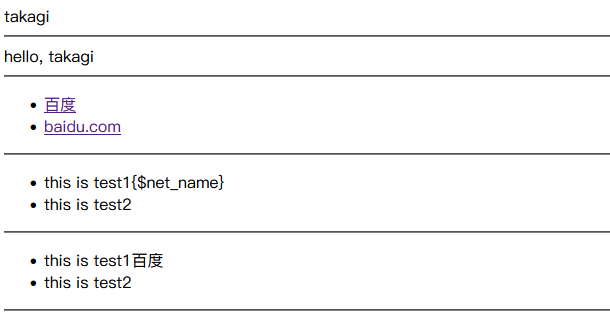 takagi
hello, takagi
百度
baidu.com
this is test1{$net_name}
this is test2
this is test1百度
this is test2